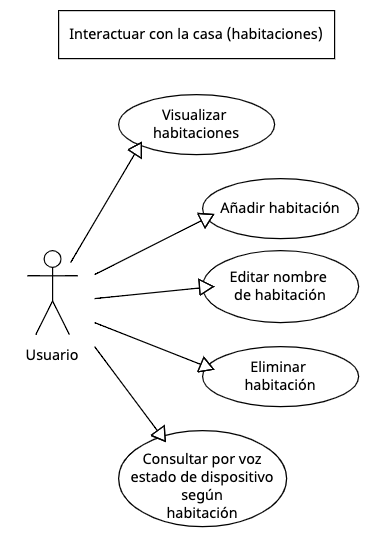 Interactuar con la casa (habitaciones)
Visualizar
habitaciones
Añadir habitación
Editar nombre
de habitación
Usuario
Eliminar
habitación
Consultar por voz
estado de dispositivo
según
habitación